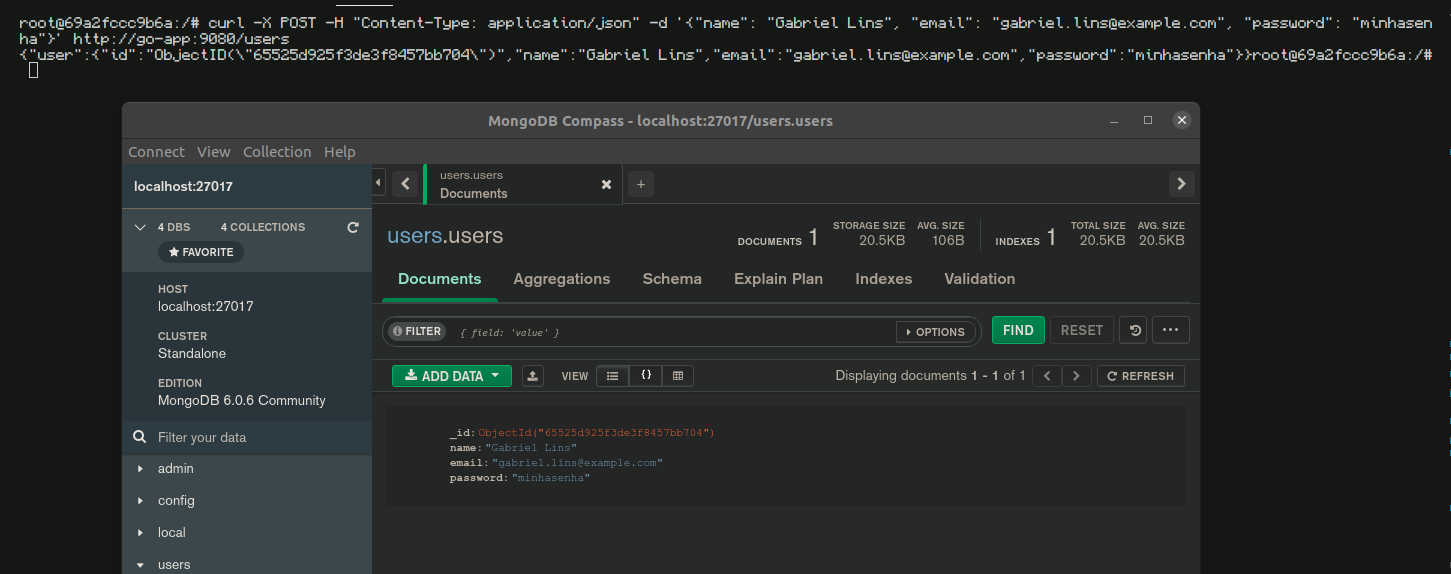 root@69a2fccc9b6a:/# curl -X POST -H "Content-Type: application/json" -d '{"name": "Gabriel Lins", "email": "gabriel.lins@example.com", "password": "minhasen
ha"}' http://go-app:9080/users
{"user":{"id":"ObjectID(\"65525d925f3de3f8457bb704\")","name":"Gabriel Lins","email":"gabriel.lins@example.com","password":"minhasenha"}}root@69a2fccc9b6a:/#
MongoDB Compass - localhost:27017/users.users
Connect View Collection Help
localhost:27017
4 DBS 4 COLLECTIONS
FAVORITE
HOST
localhost:27017
CLUSTER
Standalone
EDITION
MongoDB 6.0.6 Community
Filter your data
admin
config
local
users
users.users
Documents
users.users
DOCUMENTS 1
STORAGE SIZE AVG. SIZE
20.5KB 106B
INDEXES 1
TOTAL SIZE AVG. SIZE
20.5KB 20.5KB
Documents Aggregations Schema Explain Plan Indexes Validation
FILTER { field: 'value' } OPTIONS FIND RESET
ADD DATA VIEW {} Displaying documents 1 - 1 of 1 REFRESH
_id: ObjectId("65525d925f3de3f8457bb704")
name: "Gabriel Lins"
email: "gabriel.lins@example.com"
password: "minhasenha"